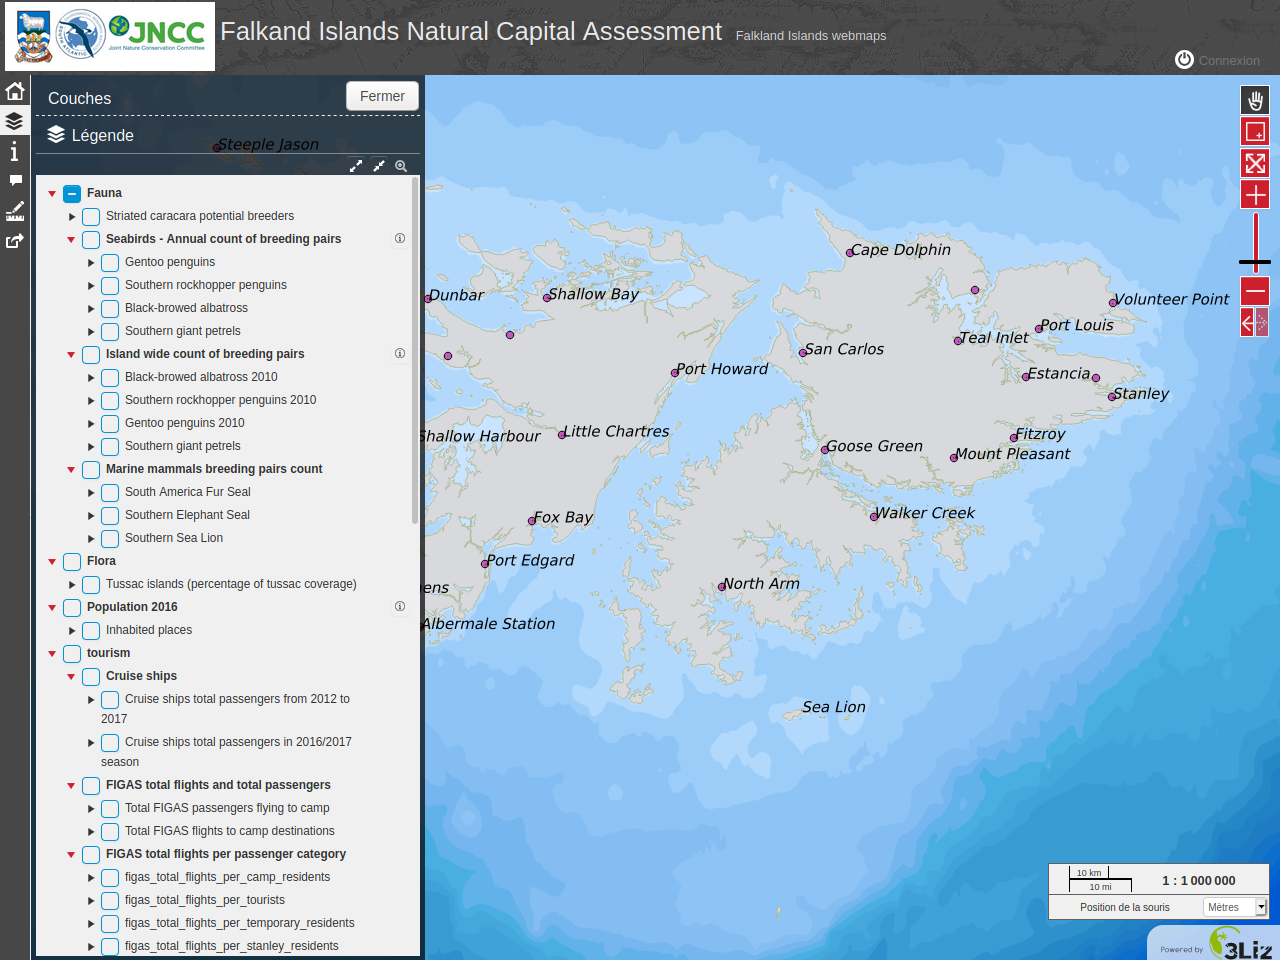 JNCC
Joint Nature Conservation Committee
Falkand Islands Natural Capital Assessment
Falkland Islands webmaps
Connexion
Couches
Fermer
Légende
Fauna
Striated caracara potential breeders
Seabirds - Annual count of breeding pairs
Gentoo penguins
Southern rockhopper penguins
Black-browed albatross
Southern giant petrels
Island wide count of breeding pairs
Black-browed albatross 2010
Southern rockhopper penguins 2010
Gentoo penguins 2010
Southern giant petrels
Marine mammals breeding pairs count
South America Fur Seal
Southern Elephant Seal
Southern Sea Lion
Flora
Tussac islands (percentage of tussac coverage)
Population 2016
Inhabited places
tourism
Cruise ships
Cruise ships total passengers from 2012 to
2017
Cruise ships total passengers in 2016/2017
season
FIGAS total flights and total passengers
Total FIGAS passengers flying to camp
Total FIGAS flights to camp destinations
FIGAS total flights per passenger category
figas_total_flights_per_camp_residents
figas_total_flights_per_tourists
figas_total_flights_per_temporary_residents
figas_total_flights_per_stanley_residents
Steeple Jason
Cape Dolphin
Dunbar
Shallow Bay
Volunteer Point
Port Louis
Teal Inlet
San Carlos
Port Howard
Estancia
Stanley
Shallow Harbour
Little Chartres
Fitzroy
Goose Green
Mount Pleasant
Fox Bay
Walker Creek
Port Edgard
North Arm
ens
Albermale Station
Sea Lion
10 km
10 mi
1 : 1 000 000
Position de la souris
Mètres
Powered by
3Liz